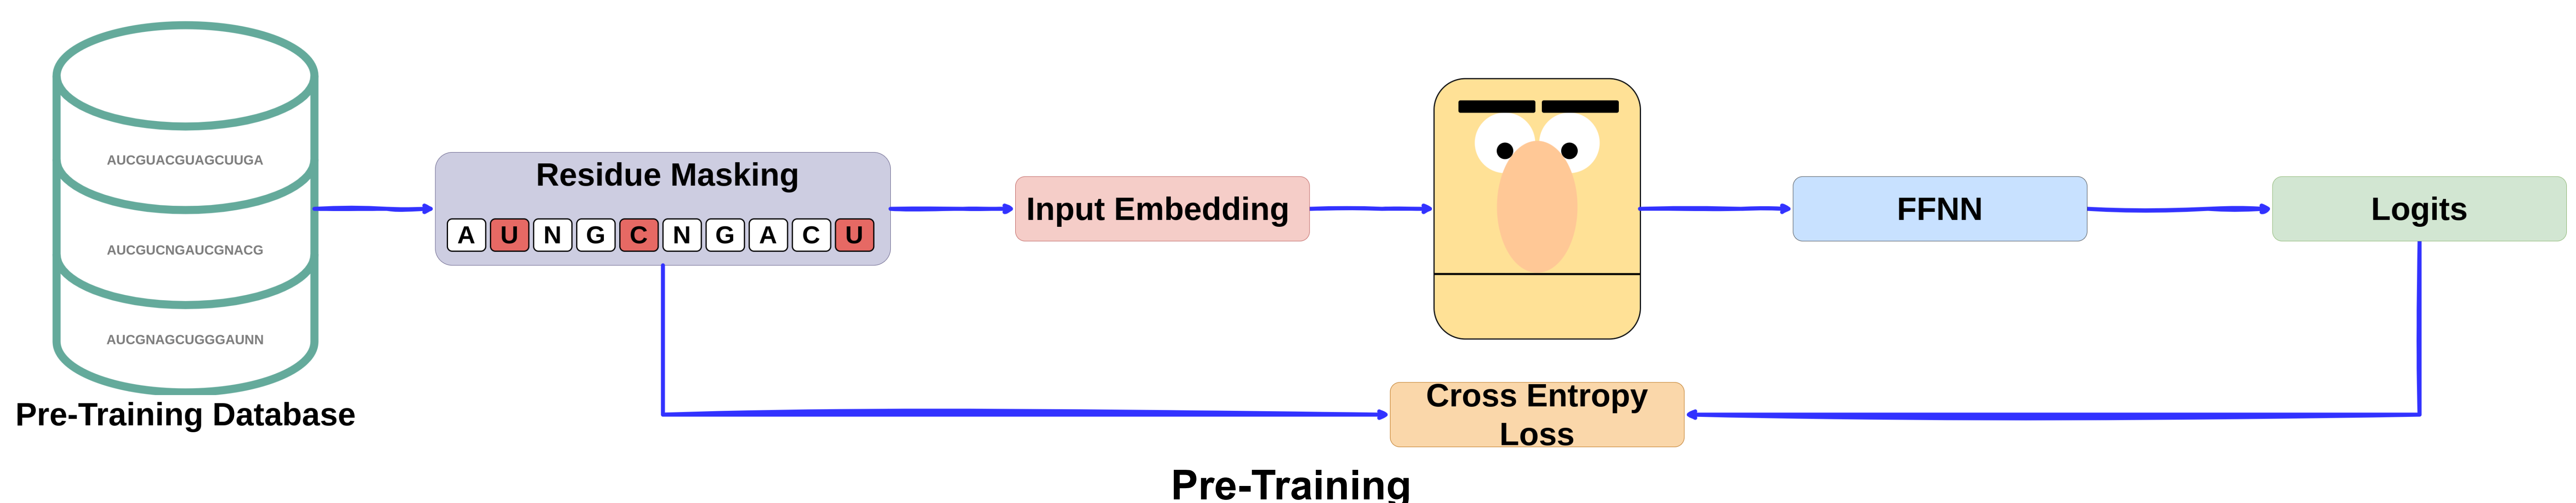 AUCGUACGUAGCUUGA
AUCGUCNGAUCGNACG
AUCGNAGCUGGGAUNN
Pre-Training Database
Residue Masking
A U N G C N G A C U
Input Embedding
FFNN
Logits
Cross Entropy
Loss
Pre-Training